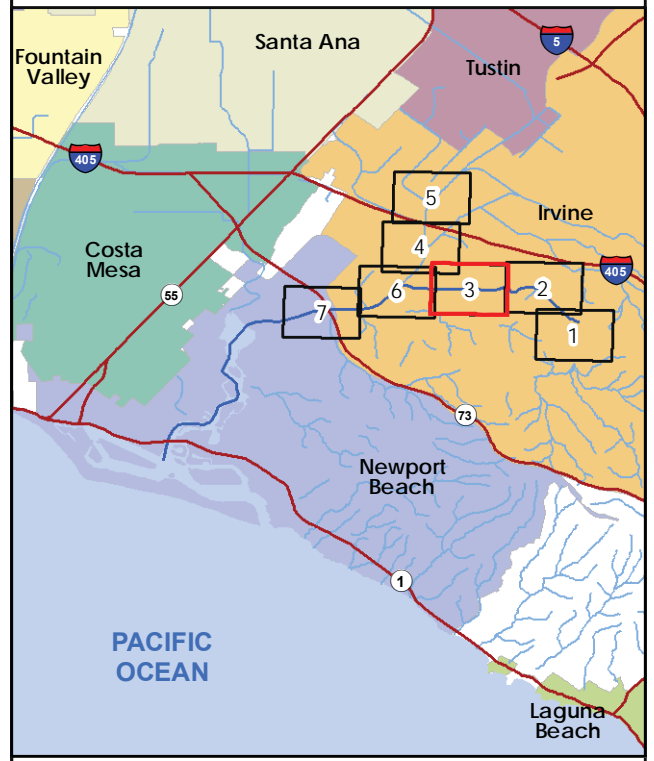 Santa Ana
5
Fountain
Valley
Tustin
405
5
Irvine
4
Costa
Mesa
405
55
6
3
2
7
1
73
Newport
Beach
1
PACIFIC
OCEAN
Laguna
Beach